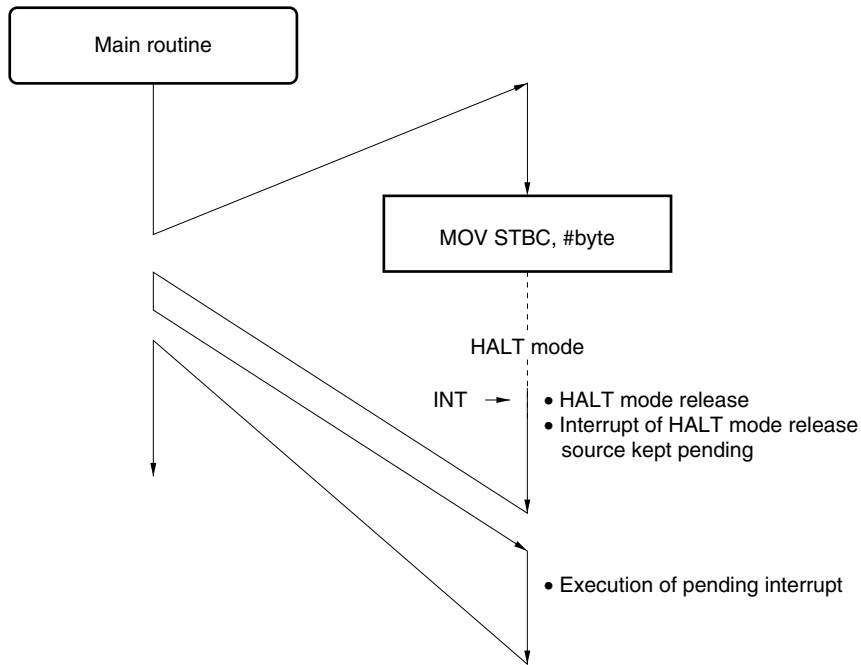 Main routine
MOV STBC, #byte
HALT mode
INT
• HALT mode release
• Interrupt of HALT mode release
source kept pending
• Execution of pending interrupt